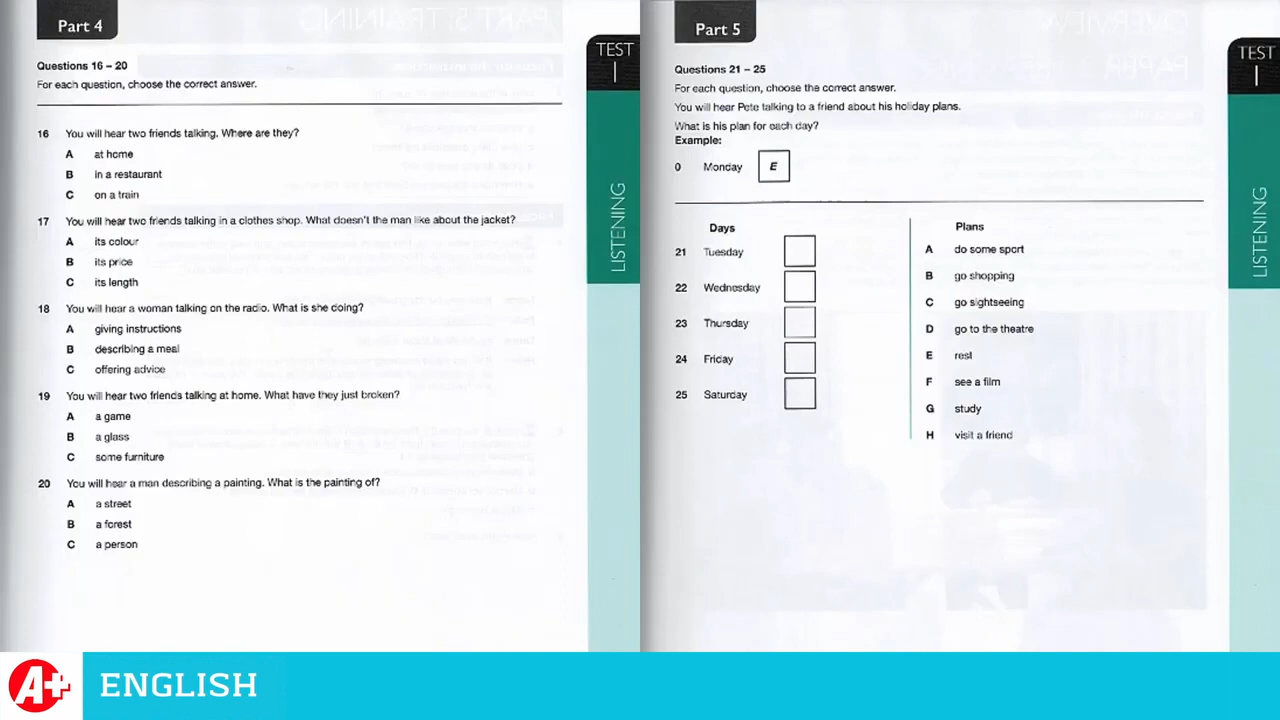 Part 4
Questions 16 – 20
For each question, choose the correct answer.
16 You will hear two friends talking. Where are they?
A at home
B in a restaurant
C on a train
17 You will hear two friends talking in a clothes shop. What doesn't the man like about the jacket?
A its colour
B its price
C its length
18 You will hear a woman talking on the radio. What is she doing?
A giving instructions
B describing a meal
C offering advice
19 You will hear two friends talking at home. What have they just broken?
A a game
B a glass
C some furniture
20 You will hear a man describing a painting. What is the painting of?
A a street
B a forest
C a person
TEST
1
LISTENING
Part 5
Questions 21 – 25
For each question, choose the correct answer.
You will hear Pete talking to a friend about his holiday plans.
What is his plan for each day?
Example:
0 Monday E
Days
21 Tuesday
22 Wednesday
23 Thursday
24 Friday
25 Saturday
Plans
A do some sport
B go shopping
C go sightseeing
D go to the theatre
E rest
F see a film
G study
H visit a friend
TEST
1
LISTENING
A+ ENGLISH